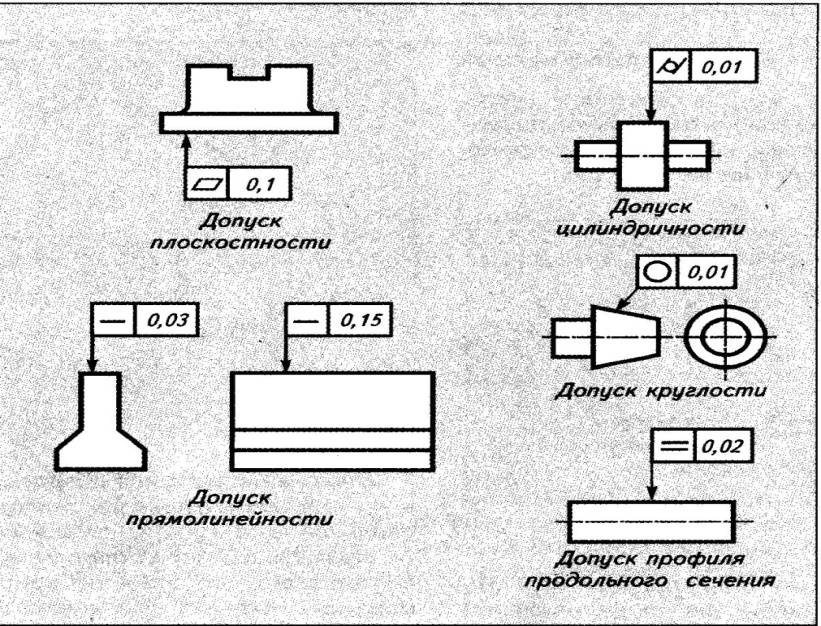 0,1
Допуск
плоскостности
0,03
0,15
Допуск
прямолинейности
0,01
Допуск
цилиндричности
0,01
Допуск круглости
0,02
Допуск профиля
продольного сечения